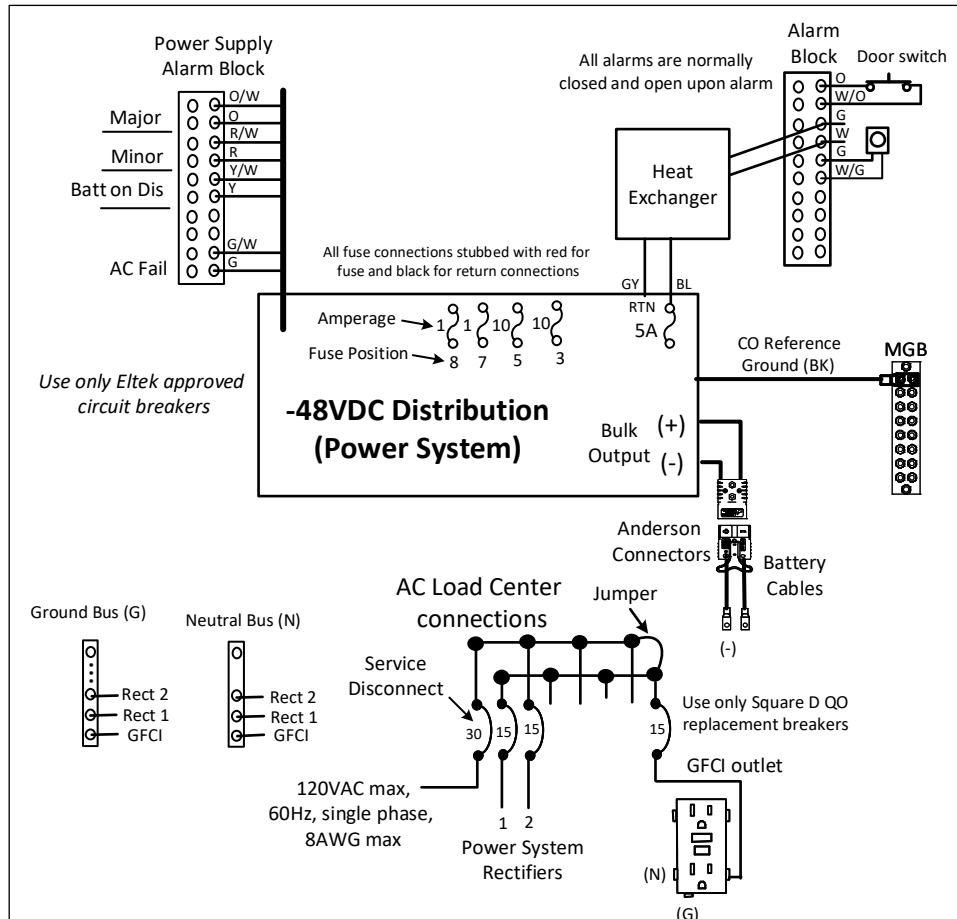 Power Supply
Alarm Block
O/W
Major
O
R/W
Minor
R
Y/W
Batt on Dis
Y
G/W
AC Fail
G
All alarms are normally
closed and open upon alarm
Alarm
Block
Door switch
O
W/O
G
W
G
W/G
Heat
Exchanger
All fuse connections stubbed with red for
fuse and black for return connections
GY
BL
RTN
5A
Amperage
1
1
10
10
Fuse Position
8
7
5
3
Use only Eltek approved
circuit breakers
-48VDC Distribution
(Power System)
Bulk
Output
(+)
(-)
CO Reference
Ground (BK)
MGB
Anderson
Connectors
Battery
Cables
(-)
AC Load Center
connections
Jumper
Ground Bus (G)
Rect 2
Rect 1
GFCI
Neutral Bus (N)
Rect 2
Rect 1
GFCI
Service
Disconnect
30
15
15
15
Use only Square D QO
replacement breakers
120VAC max,
60Hz, single phase,
8AWG max
1
2
Power System
Rectifiers
GFCI outlet
(N)
(G)